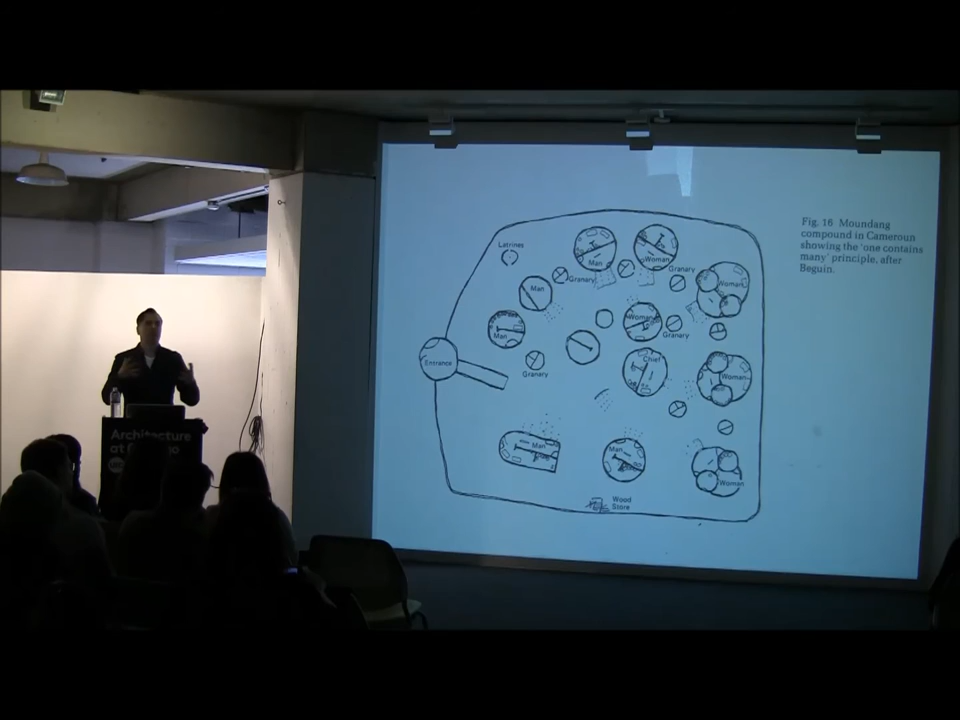 Fig. 16 Moundang
compound in Cameroun
showing the 'one contains
many' principle, after
Beguin.
Latrines
Man
Woman
Granary
Granary
Woman
Man
Man
Woman
Granary
Entrance
Granary
Chief
Woman
Man
Man
Woman
Wood
Store
Architecture
at